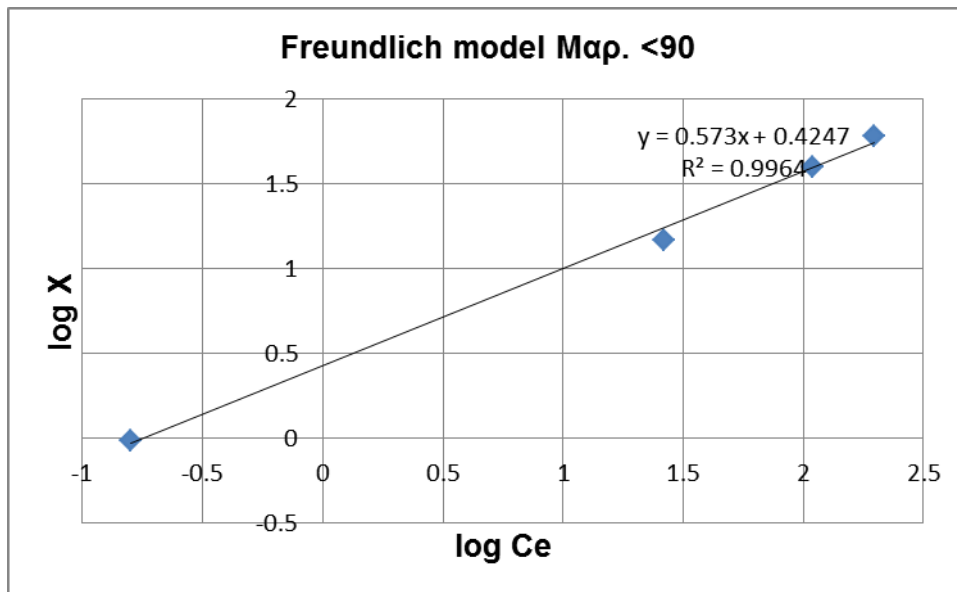 Freundlich model Μαρ. <90
2
1.5
1
0.5
0
-0.5
y = 0.573x + 0.4247
R² = 0.9964
-1 -0.5 0 0.5 1 1.5 2 2.5
log X
log Ce